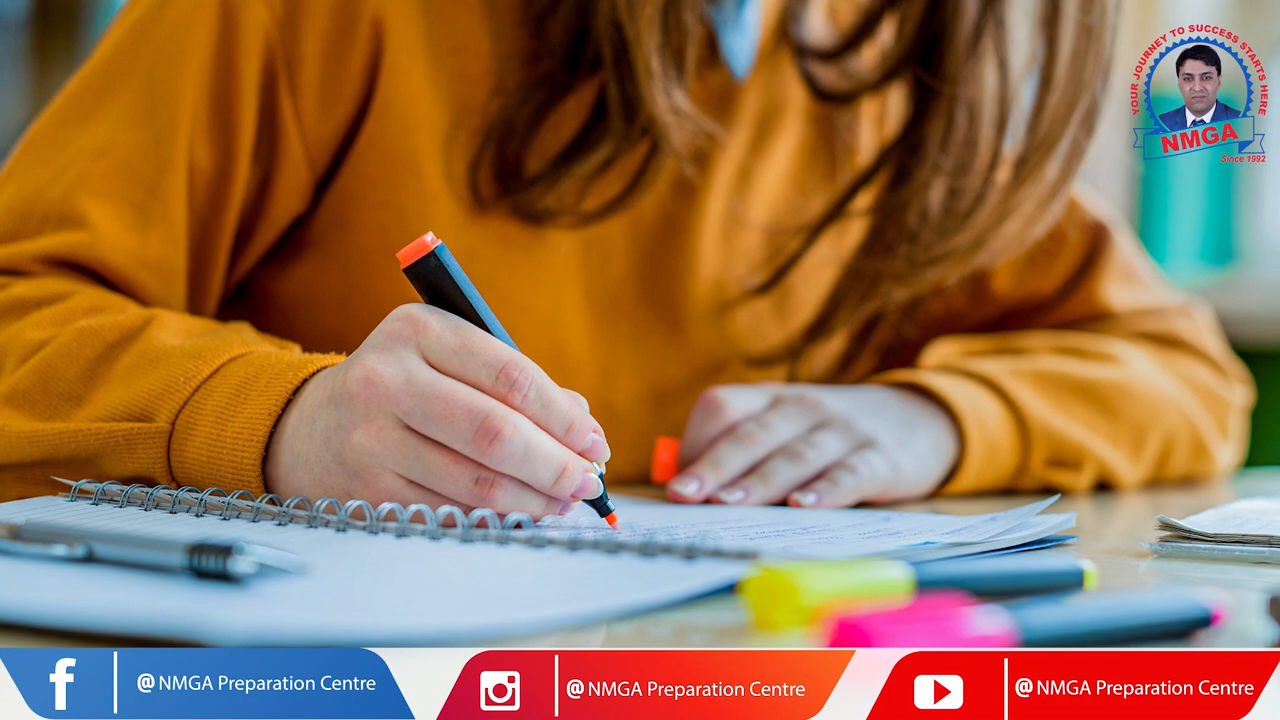 YOUR JOURNEY TO SUCCESS STARTS HERE
NMGA
Since 1992
@NMGA Preparation Centre
@NMGA Preparation Centre
@NMGA Preparation Centre